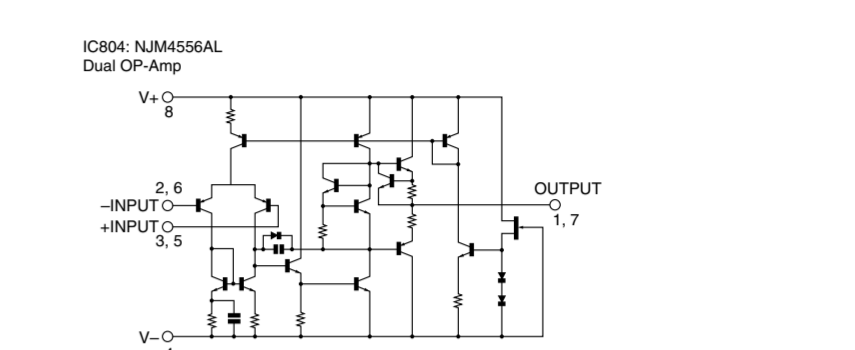 IC804: NJM4556AL
Dual OP-Amp
V+
8
2, 6
–INPUT
+INPUT
3, 5
OUTPUT
1, 7
V–